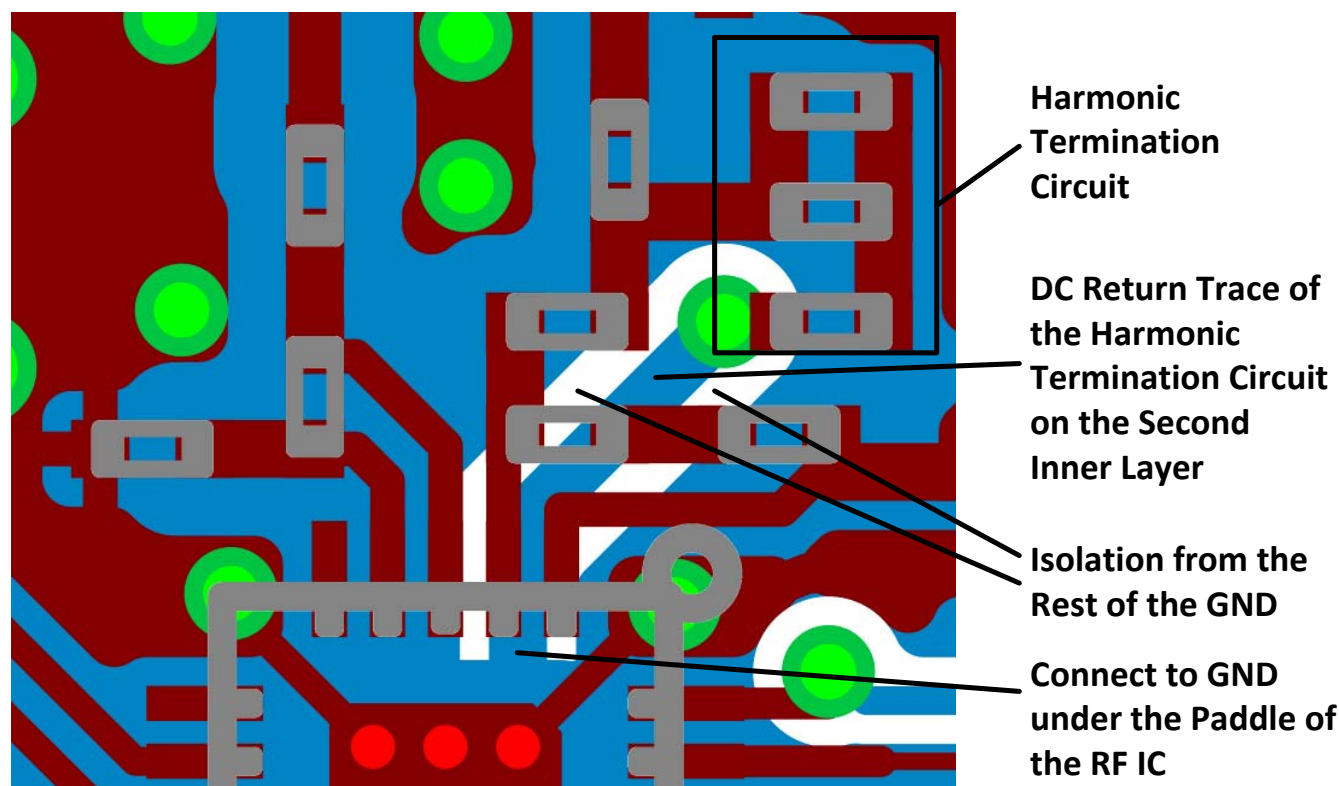 Harmonic
Termination
Circuit
DC Return Trace of
the Harmonic
Termination Circuit
on the Second
Inner Layer
Isolation from the
Rest of the GND
Connect to GND
under the Paddle of
the RF IC